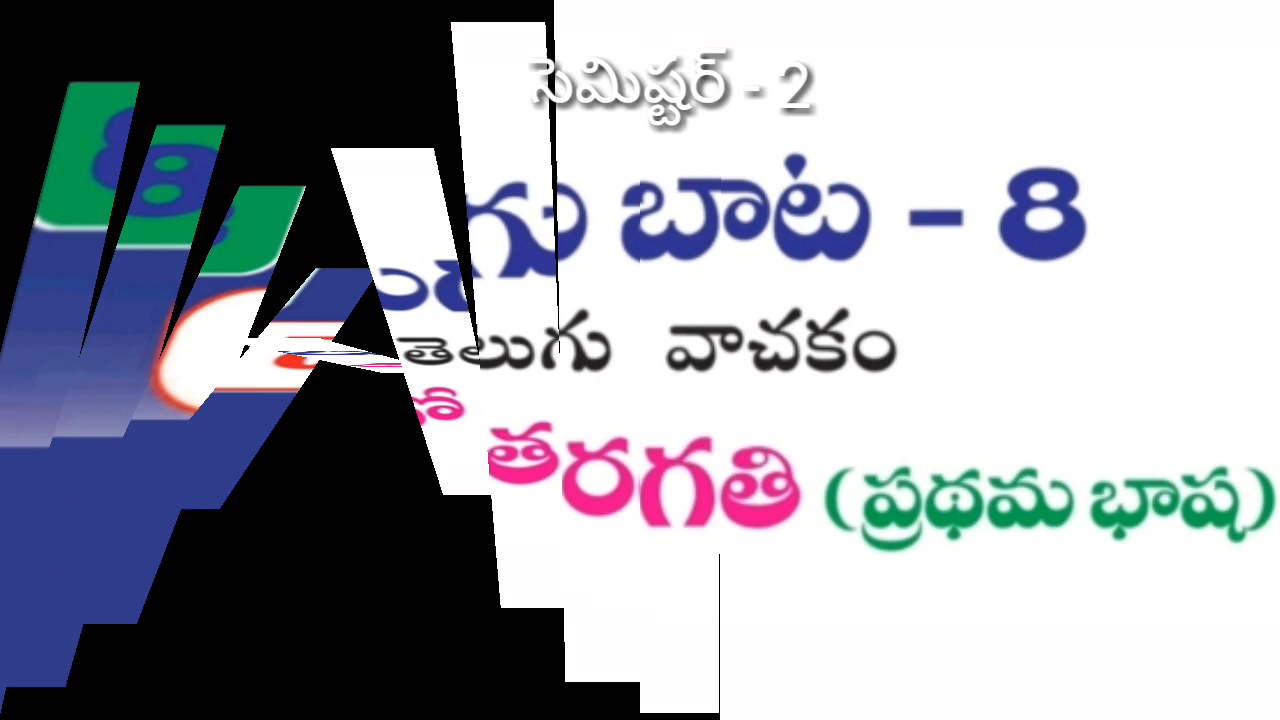 సెమిష్టర్ - 2
బాట - 8
తెలుగు వాచకం
తరగతి (ప్రథమ భాష)